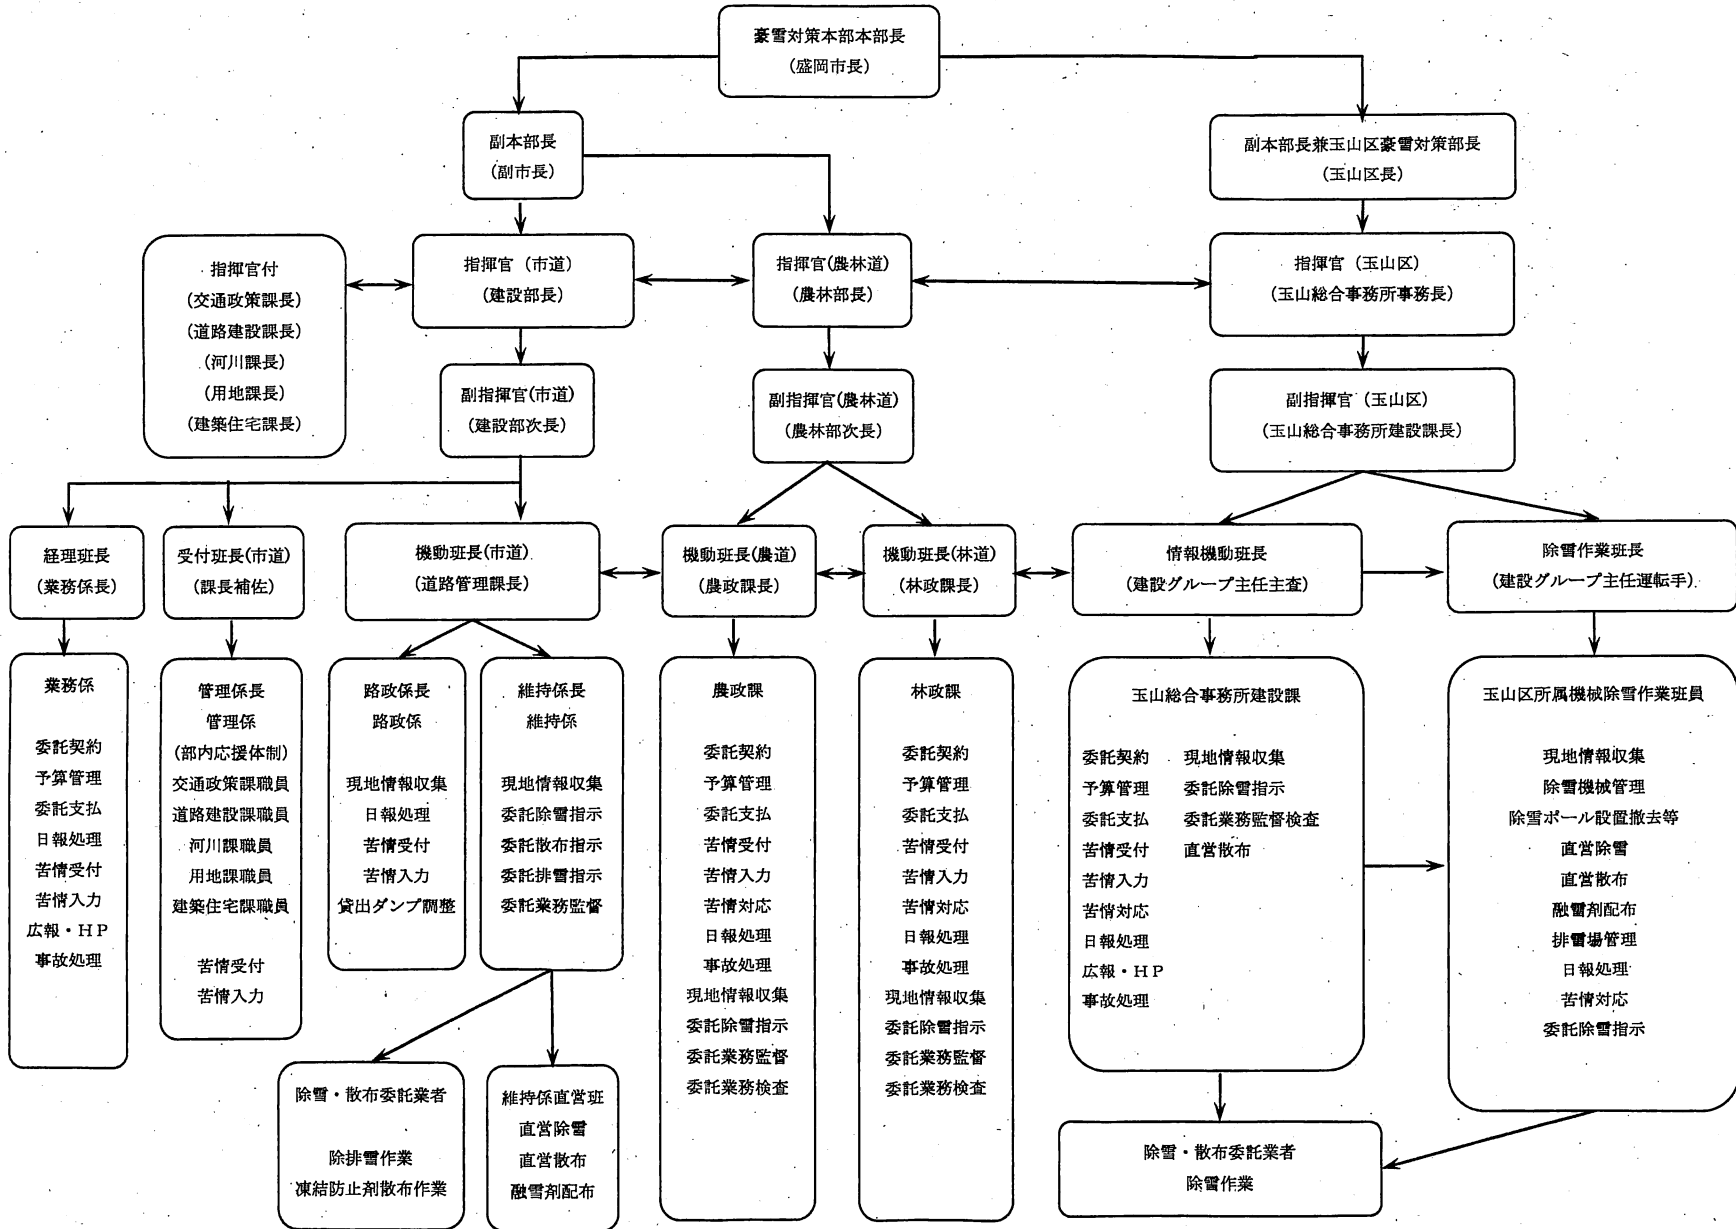 豪雪対策本部本部長
(盛岡市長)
副本部長
(副市長)
副本部長兼玉山区豪雪対策部長
(玉山区長)
指揮官付
(交通政策課長)
(道路建設課長)
(河川課長)
(用地課長)
(建築住宅課長)
指揮官(市道)
(建設部長)
指揮官(農林道)
(農林部長)
指揮官(玉山区)
(玉山総合事務所事務長)
副指揮官(市道)
(建設部次長)
副指揮官(農林道)
(農林部次長)
副指揮官(玉山区)
(玉山総合事務所建設課長)
経理班長
(業務係長)
受付班長(市道)
(課長補佐)
機動班長(市道)
(道路管理課長)
機動班長(農道)
(農政課長)
機動班長(林道)
(林政課長)
情報機動班長
(建設グループ主任主査)
除雪作業班長
(建設グループ主任運転手)
業務係
委託契約
予算管理
委託支払
日報処理
苦情受付
苦情入力
広報・HP
事故処理
管理係長
管理係
(部内応援体制)
交通政策課職員
道路建設課職員
河川課職員
用地課職員
建築住宅課職員
苦情受付
苦情入力
路政係長
路政係
現地情報収集
日報処理
苦情受付
苦情入力
貸出ダンプ調整
維持係長
維持係
現地情報収集
委託除雪指示
委託散布指示
委託排雪指示
委託業務監督
農政課
委託契約
予算管理
委託支払
苦情受付
苦情入力
苦情対応
日報処理
事故処理
現地情報収集
委託除雪指示
委託業務監督
委託業務検査
林政課
委託契約
予算管理
委託支払
苦情受付
苦情入力
苦情対応
日報処理
事故処理
現地情報収集
委託除雪指示
委託業務監督
委託業務検査
玉山総合事務所建設課
委託契約 現地情報収集
予算管理 委託除雪指示
委託支払 委託業務監督検査
苦情受付 直営散布
苦情入力
苦情対応
日報処理
広報・HP
事故処理
玉山区所属機械除雪作業班員
現地情報収集
除雪機械管理
除雪ポール設置撤去等
直営除雪
直営散布
融雪剤配布
排雪場管理
日報処理
苦情対応
委託除雪指示
除雪・散布委託業者
除排雪作業
凍結防止剤散布作業
維持係直営班
直営除雪
直営散布
融雪剤配布
除雪・散布委託業者
除雪作業